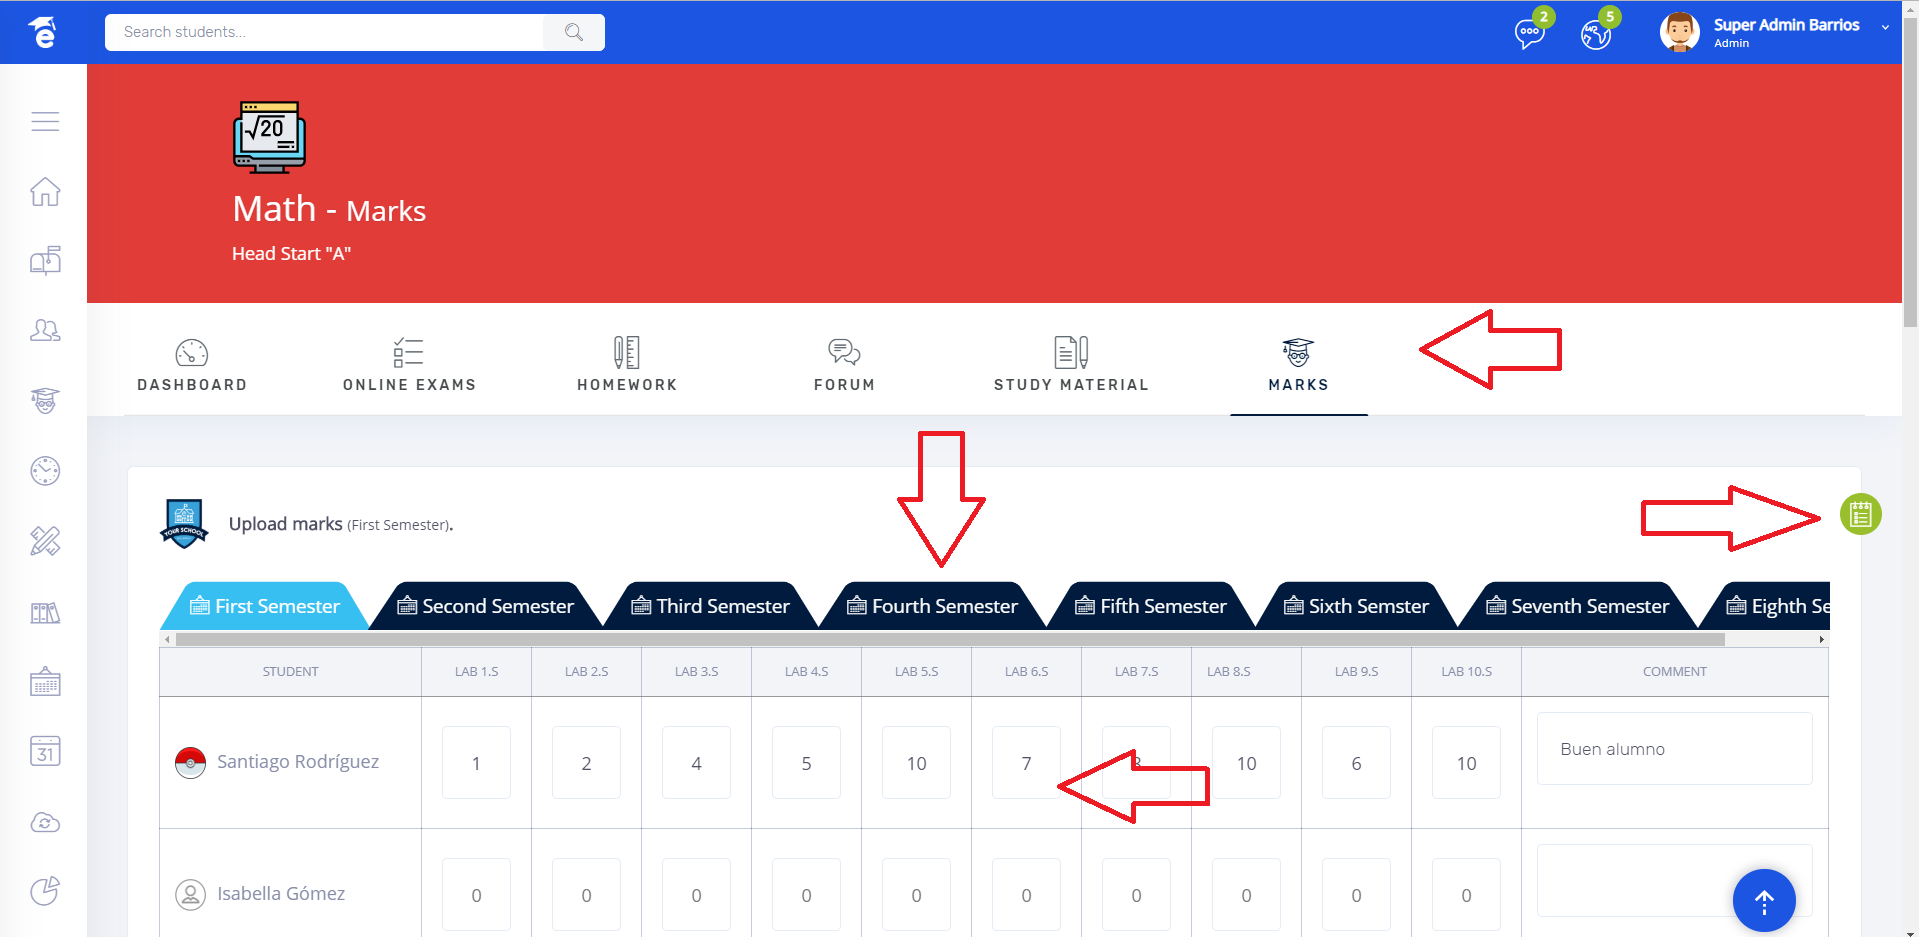 e
Search students...
2
5
Super Admin Barrios
Admin
√20
Math - Marks
Head Start "A"
DASHBOARD
ONLINE EXAMS
HOMEWORK
FORUM
STUDY MATERIAL
MARKS
YOUR SCHOOL
Upload marks (First Semester).
First Semester
Second Semester
Third Semester
Fourth Semester
Fifth Semester
Sixth Semster
Seventh Semester
Eighth Se
STUDENT LAB 1.S LAB 2.S LAB 3.S LAB 4.S LAB 5.S LAB 6.S LAB 7.S LAB 8.S LAB 9.S LAB 10.S COMMENT
Santiago Rodríguez 1 2 4 5 10 7 10 6 10 Buen alumno
31
Isabella Gómez 0 0 0 0 0 0 0 0 0 0